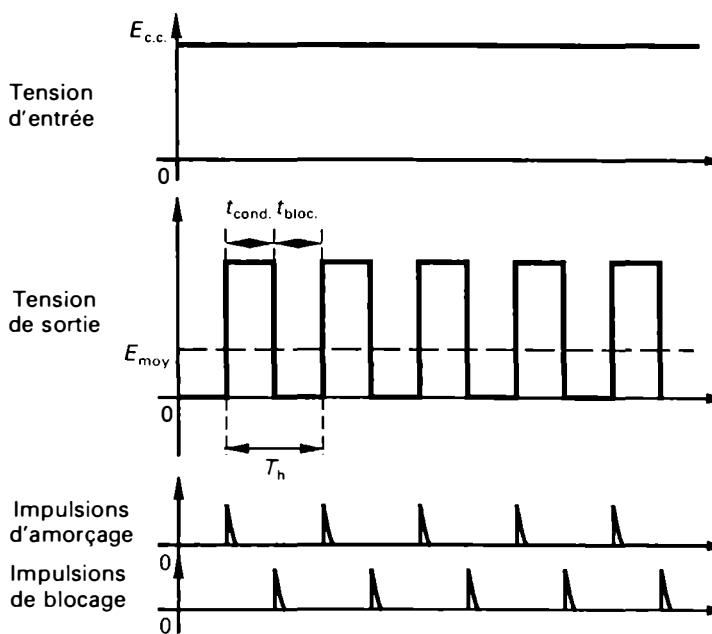 E c.c.
Tension
d'entrée
0
t cond. t bloc.
Tension
de sortie
E moy
0
T h
Impulsions
d'amorçage
0
Impulsions
de blocage
0